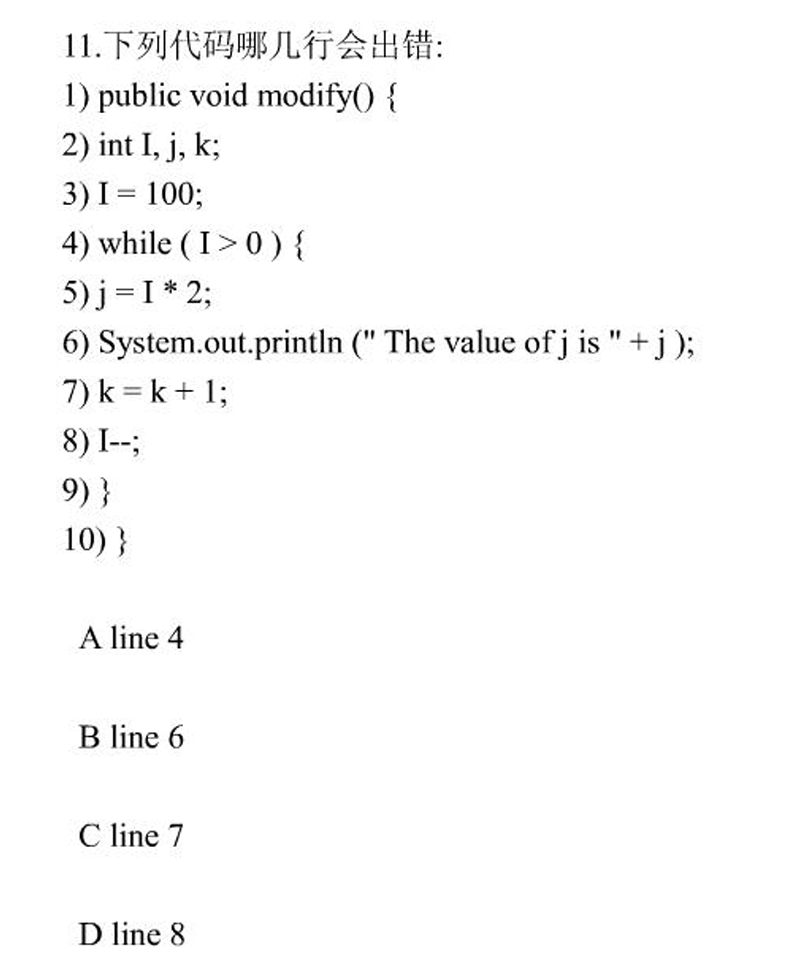 11.下列代码哪几行会出错:
1) public void modify() {
2) int I, j, k;
3) I = 100;
4) while ( I > 0 ) {
5) j = I * 2;
6) System.out.println (" The value of j is " + j );
7) k = k + 1;
8) I--;
9) }
10) }
A line 4
B line 6
C line 7
D line 8